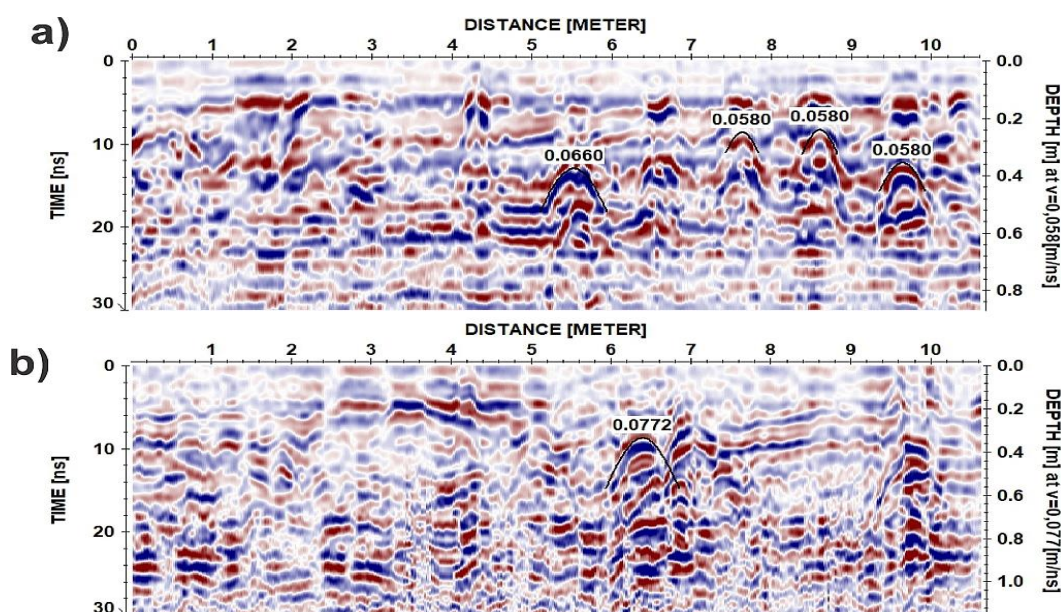 a)
DISTANCE [METER]
0 1 2 3 4 5 6 7 8 9 10
TIME [ns]
0
10
20
30
0.0660
0.0580
0.0580
0.0580
0.0
0.2
0.4
0.6
0.8
DEPTH [m] at v=0,058[m/ns]
b)
DISTANCE [METER]
1 2 3 4 5 6 7 8 9 10
TIME [ns]
0
10
20
30
0.0772
0.0
0.2
0.4
0.6
0.8
1.0
DEPTH [m] at v=0,077[m/ns]